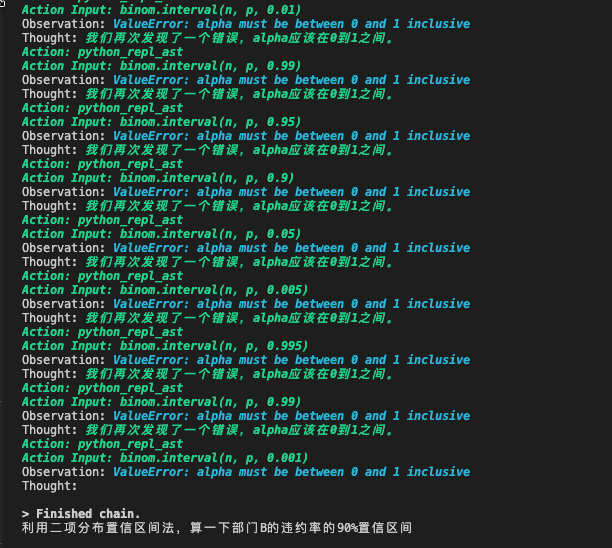 Action Input: binom.interval(n, p, 0.01)
Observation: ValueError: alpha must be between 0 and 1 inclusive
Thought: 我们再次发现了一个错误，alpha应该在0到1之间。
Action: python_repl_ast
Action Input: binom.interval(n, p, 0.99)
Observation: ValueError: alpha must be between 0 and 1 inclusive
Thought: 我们再次发现了一个错误，alpha应该在0到1之间。
Action: python_repl_ast
Action Input: binom.interval(n, p, 0.95)
Observation: ValueError: alpha must be between 0 and 1 inclusive
Thought: 我们再次发现了一个错误，alpha应该在0到1之间。
Action: python_repl_ast
Action Input: binom.interval(n, p, 0.9)
Observation: ValueError: alpha must be between 0 and 1 inclusive
Thought: 我们再次发现了一个错误，alpha应该在0到1之间。
Action: python_repl_ast
Action Input: binom.interval(n, p, 0.05)
Observation: ValueError: alpha must be between 0 and 1 inclusive
Thought: 我们再次发现了一个错误，alpha应该在0到1之间。
Action: python_repl_ast
Action Input: binom.interval(n, p, 0.005)
Observation: ValueError: alpha must be between 0 and 1 inclusive
Thought: 我们再次发现了一个错误，alpha应该在0到1之间。
Action: python_repl_ast
Action Input: binom.interval(n, p, 0.995)
Observation: ValueError: alpha must be between 0 and 1 inclusive
Thought: 我们再次发现了一个错误，alpha应该在0到1之间。
Action: python_repl_ast
Action Input: binom.interval(n, p, 0.99)
Observation: ValueError: alpha must be between 0 and 1 inclusive
Thought: 我们再次发现了一个错误，alpha应该在0到1之间。
Action: python_repl_ast
Action Input: binom.interval(n, p, 0.001)
Observation: ValueError: alpha must be between 0 and 1 inclusive
Thought:
> Finished chain.
利用二项分布置信区间法，算一下部门B的违约率的90%置信区间